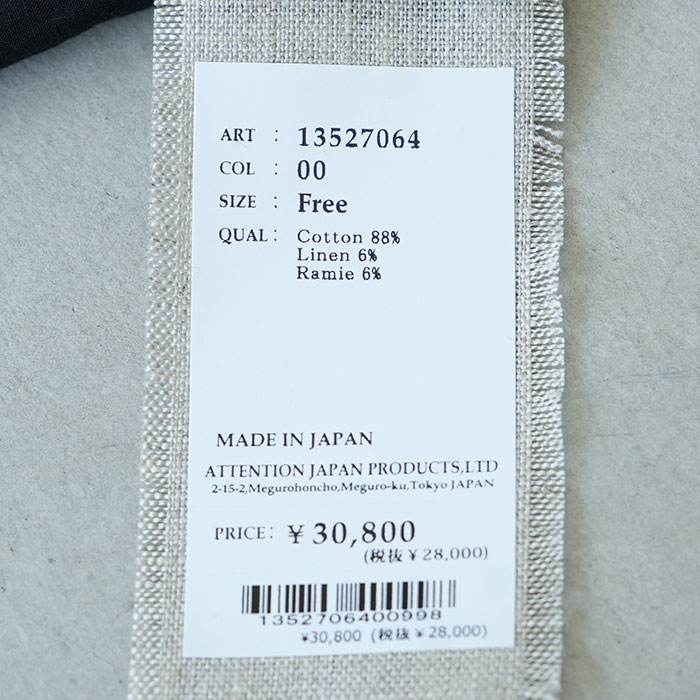 ART : 13527064
COL : 00
SIZE : Free
QUAL : Cotton 88%
Linen 6%
Ramie 6%
MADE IN JAPAN
ATTENTION JAPAN PRODUCTS,LTD
2-15-2,Megurohoncho,Meguro-ku,Tokyo JAPAN
PRICE: ¥ 30,800
(税抜 ¥ 28,000)
1352706400998
¥30,800 (税抜 ¥ 28,000)